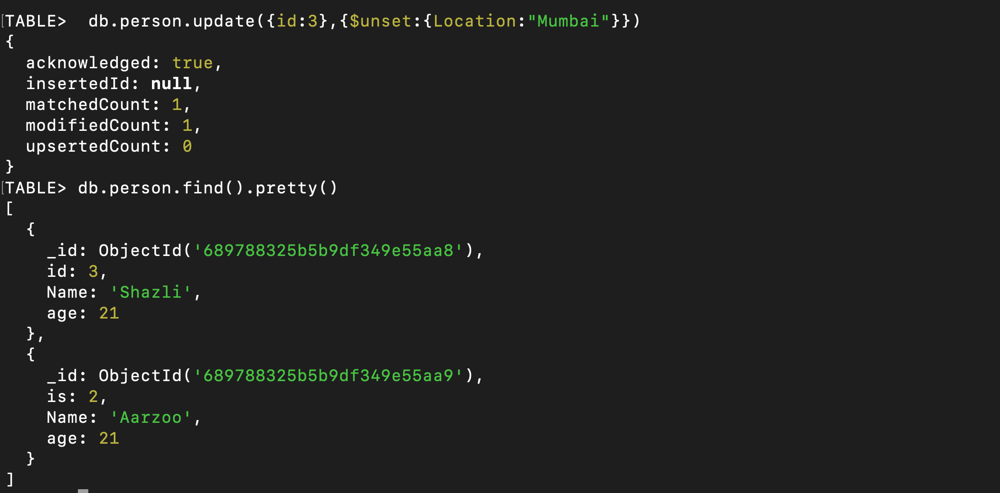 TABLE>  db.person.update({id:3},{$unset:{Location:"Mumbai"}})
{
  acknowledged: true,
  insertedId: null,
  matchedCount: 1,
  modifiedCount: 1,
  upsertedCount: 0
}
TABLE> db.person.find().pretty()
[
  {
    _id: ObjectId('689788325b5b9df349e55aa8'),
    id: 3,
    Name: 'Shazli',
    age: 21
  },
  {
    _id: ObjectId('689788325b5b9df349e55aa9'),
    is: 2,
    Name: 'Aarzoo',
    age: 21
  }
]